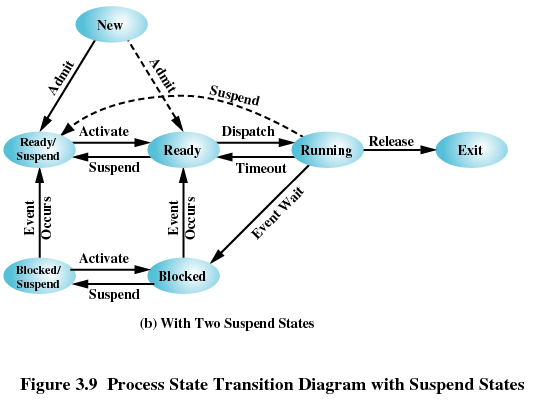 New
Admit
Admit
Suspend
Ready/
Suspend
Activate
Suspend
Ready
Dispatch
Timeout
Running
Release
Exit
Event
Occurs
Event
Occurs
Event Wait
Blocked/
Suspend
Activate
Suspend
Blocked
(b) With Two Suspend States
Figure 3.9 Process State Transition Diagram with Suspend States